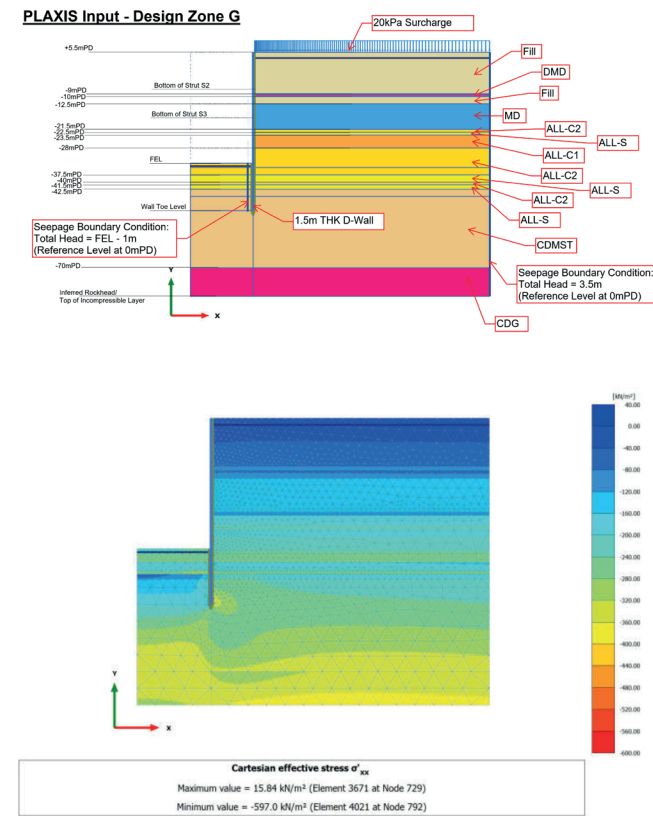 PLAXIS Input - Design Zone G
20kPa Surcharge
+5.5mPD
Fill
DMD
-9mPD
Bottom of Strut S2
-10mPD
Fill
-12.5mPD
Bottom of Strut S3
MD
-21.5mPD
-22.5mPD
-23.5mPD
ALL-C2
ALL-S
-28mPD
ALL-C1
FEL
ALL-C2
-37.5mPD
-40mPD
-41.5mPD
-42.5mPD
ALL-S
ALL-C2
Wall Toe Level
ALL-S
Seepage Boundary Condition:
Total Head = FEL - 1m
(Reference Level at 0mPD)
1.5m THK D-Wall
CDMST
-70mPD
Y
Seepage Boundary Condition:
Total Head = 3.5m
(Reference Level at 0mPD)
Inferred Rockhead/
Top of Incompressible Layer
X
CDG
[kN/m²]
40.00
0.00
-40.00
-80.00
-120.00
-160.00
-200.00
-240.00
-280.00
-320.00
-360.00
-400.00
-440.00
-480.00
-520.00
-560.00
-600.00
Y
X
Cartesian effective stress σ'xx
Maximum value = 15.84 kN/m² (Element 3671 at Node 729)
Minimum value = -597.0 kN/m² (Element 4021 at Node 792)